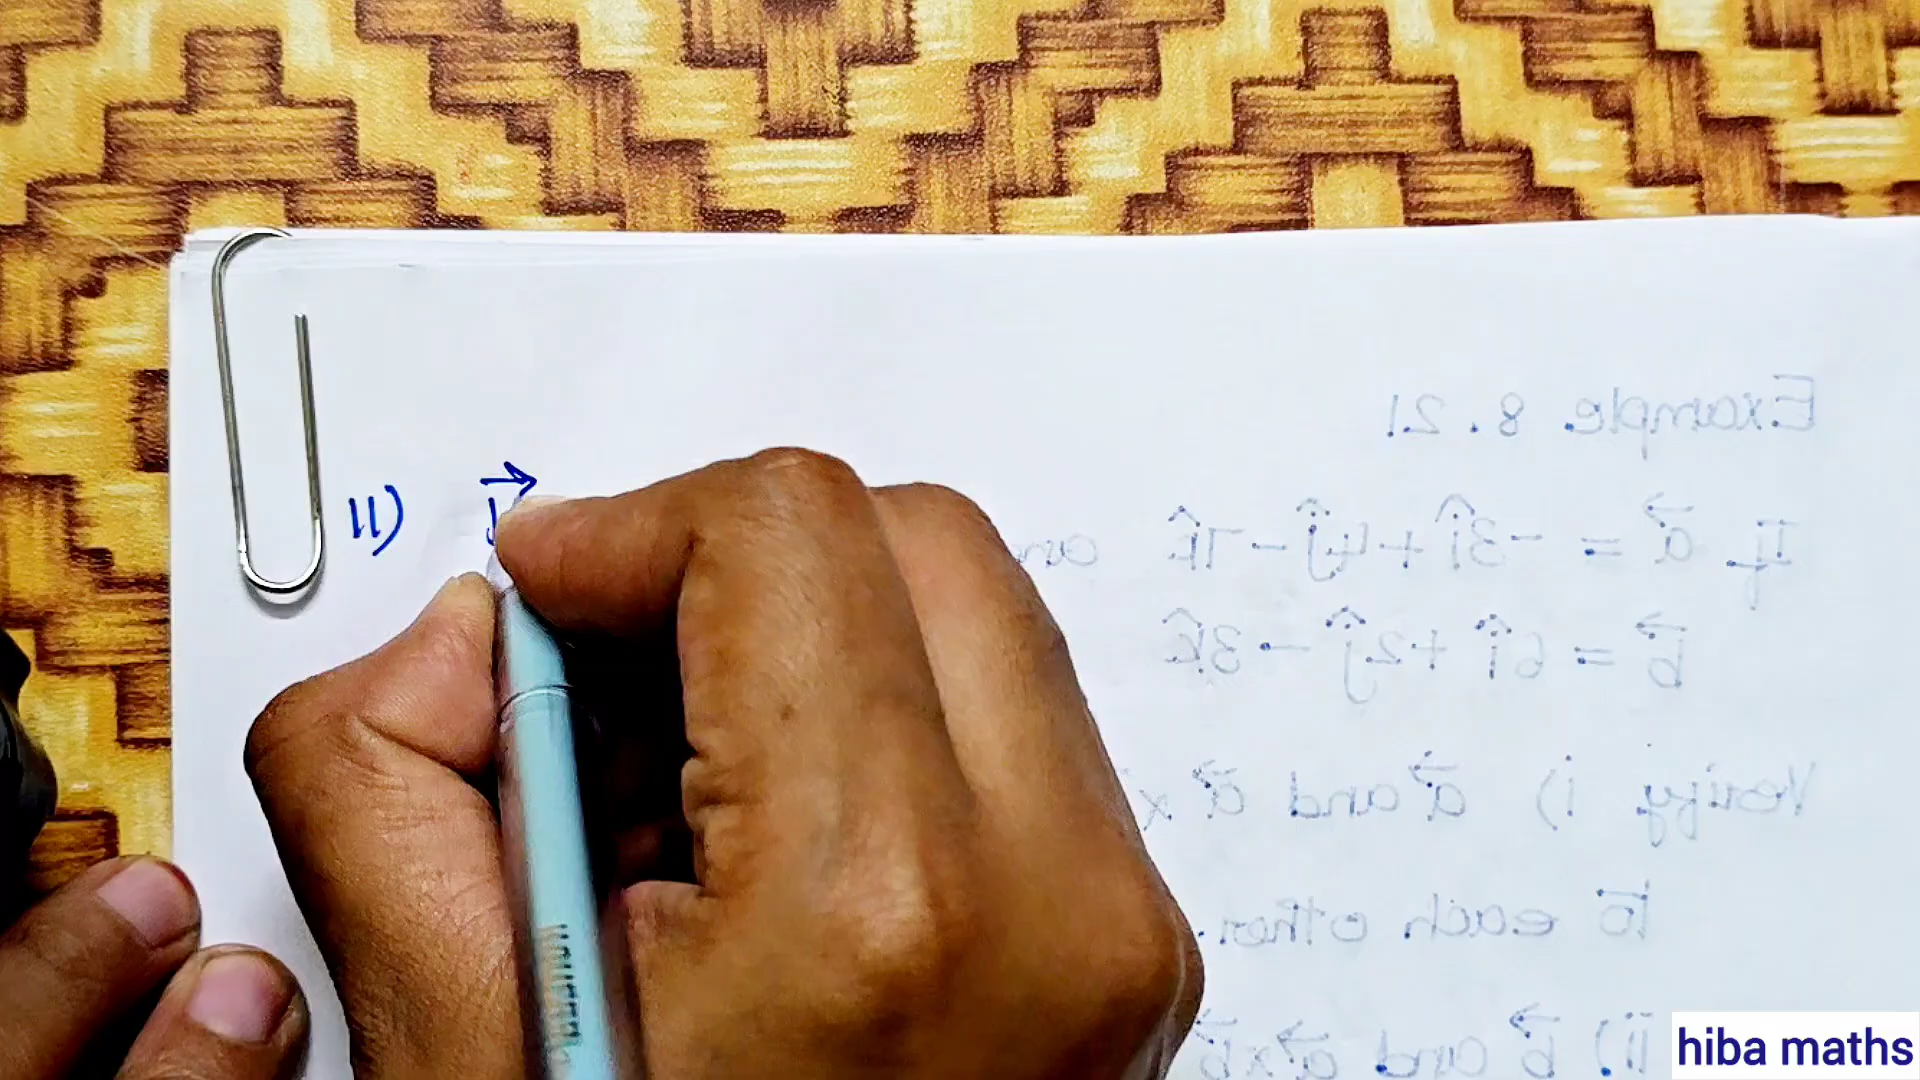 ii) b
Example 8.21
If a⃗ = -3î+4ĵ-7k̂ and
b⃗ = 6î+2ĵ-3k̂
Verify i) a⃗ and a⃗ x
to each other.
ii) b⃗ and a⃗xb⃗
hiba maths